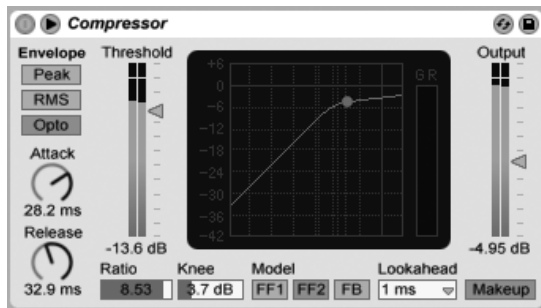 Compressor
Envelope
Peak
RMS
Opto
Attack
28.2 ms
Release
32.9 ms
Threshold
-13.6 dB
+6
0
-6
-12
-18
-24
-30
-36
-42
GR
Output
-4.95 dB
Ratio
8.53
Knee
3.7 dB
Model
FF1 FF2 FB
Lookahead
1 ms
Makeup